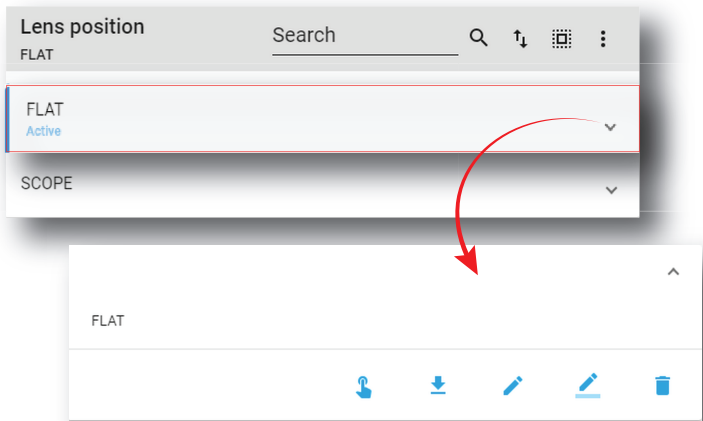 Lens position
FLAT
Search
FLAT
Active
SCOPE
FLAT